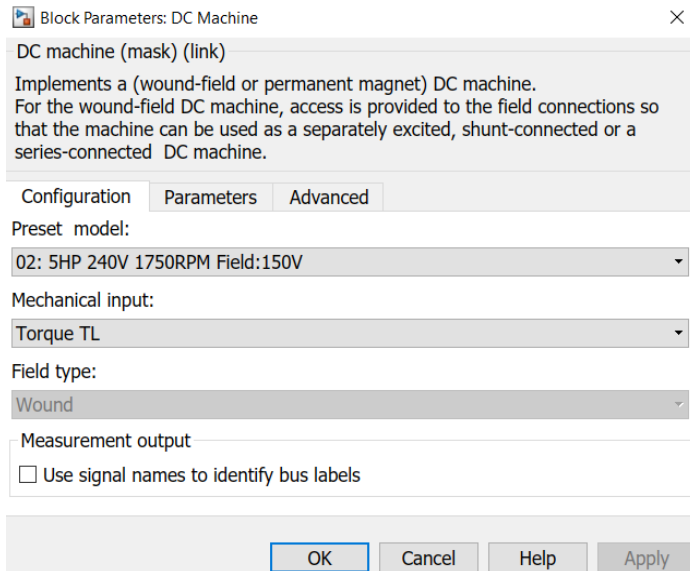 Block Parameters: DC Machine
DC machine (mask) (link)
Implements a (wound-field or permanent magnet) DC machine.
For the wound-field DC machine, access is provided to the field connections so
that the machine can be used as a separately excited, shunt-connected or a
series-connected  DC machine.
Configuration Parameters Advanced
Preset  model:
02: 5HP 240V 1750RPM Field:150V
Mechanical input:
Torque TL
Field type:
Wound
Measurement output
Use signal names to identify bus labels
OK Cancel Help Apply